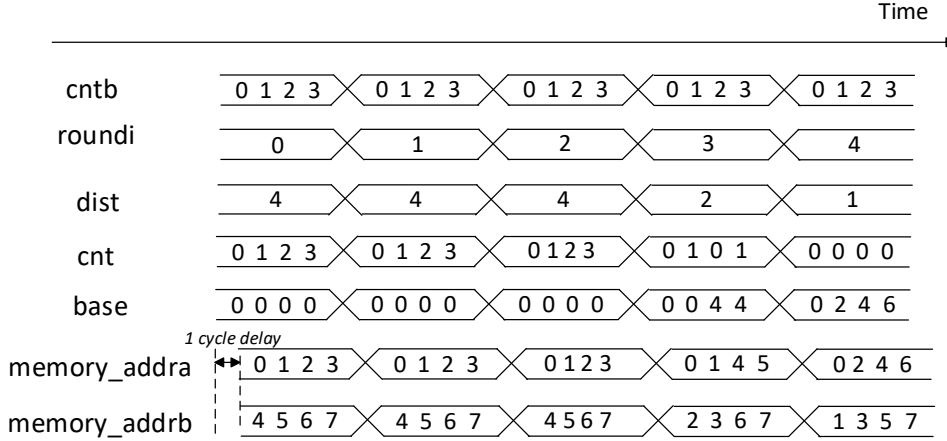 Time
cntb 0 1 2 3 0 1 2 3 0 1 2 3 0 1 2 3 0 1 2 3
roundi 0 1 2 3 4
dist 4 4 4 2 1
cnt 0 1 2 3 0 1 2 3 0123 0 1 0 1 0 0 0 0
base 0 0 0 0 0 0 0 0 0 0 0 0 0 0 4 4 0 2 4 6
1 cycle delay
memory_addra 0 1 2 3 0 1 2 3 0123 0 1 4 5 0 2 4 6
memory_addrb 4 5 6 7 4 5 6 7 4567 2 3 6 7 1 3 5 7